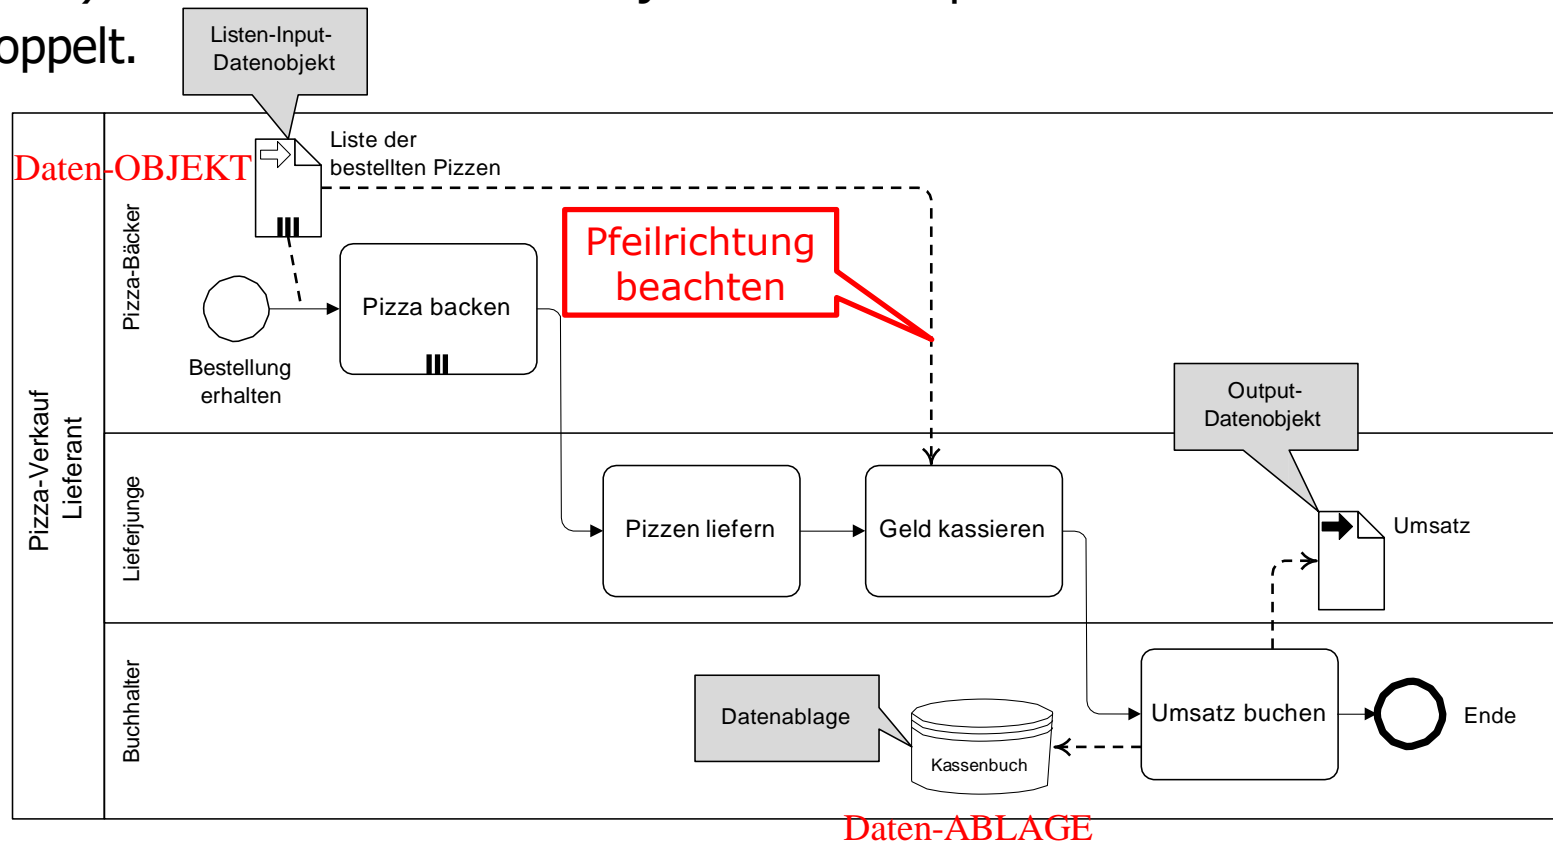 oppelt.
Listen-Input-
Datenobjekt
Liste der
bestellten Pizzen
Daten-OBJEKT
Pfeilrichtung
beachten
Pizza-Bäcker
Pizza backen
Bestellung
erhalten
Output-
Datenobjekt
Pizza-Verkauf
Lieferant
Lieferjunge
Pizzen liefern
Geld kassieren
Umsatz
Buchhalter
Datenablage
Kassenbuch
Umsatz buchen
Ende
Daten-ABLAGE